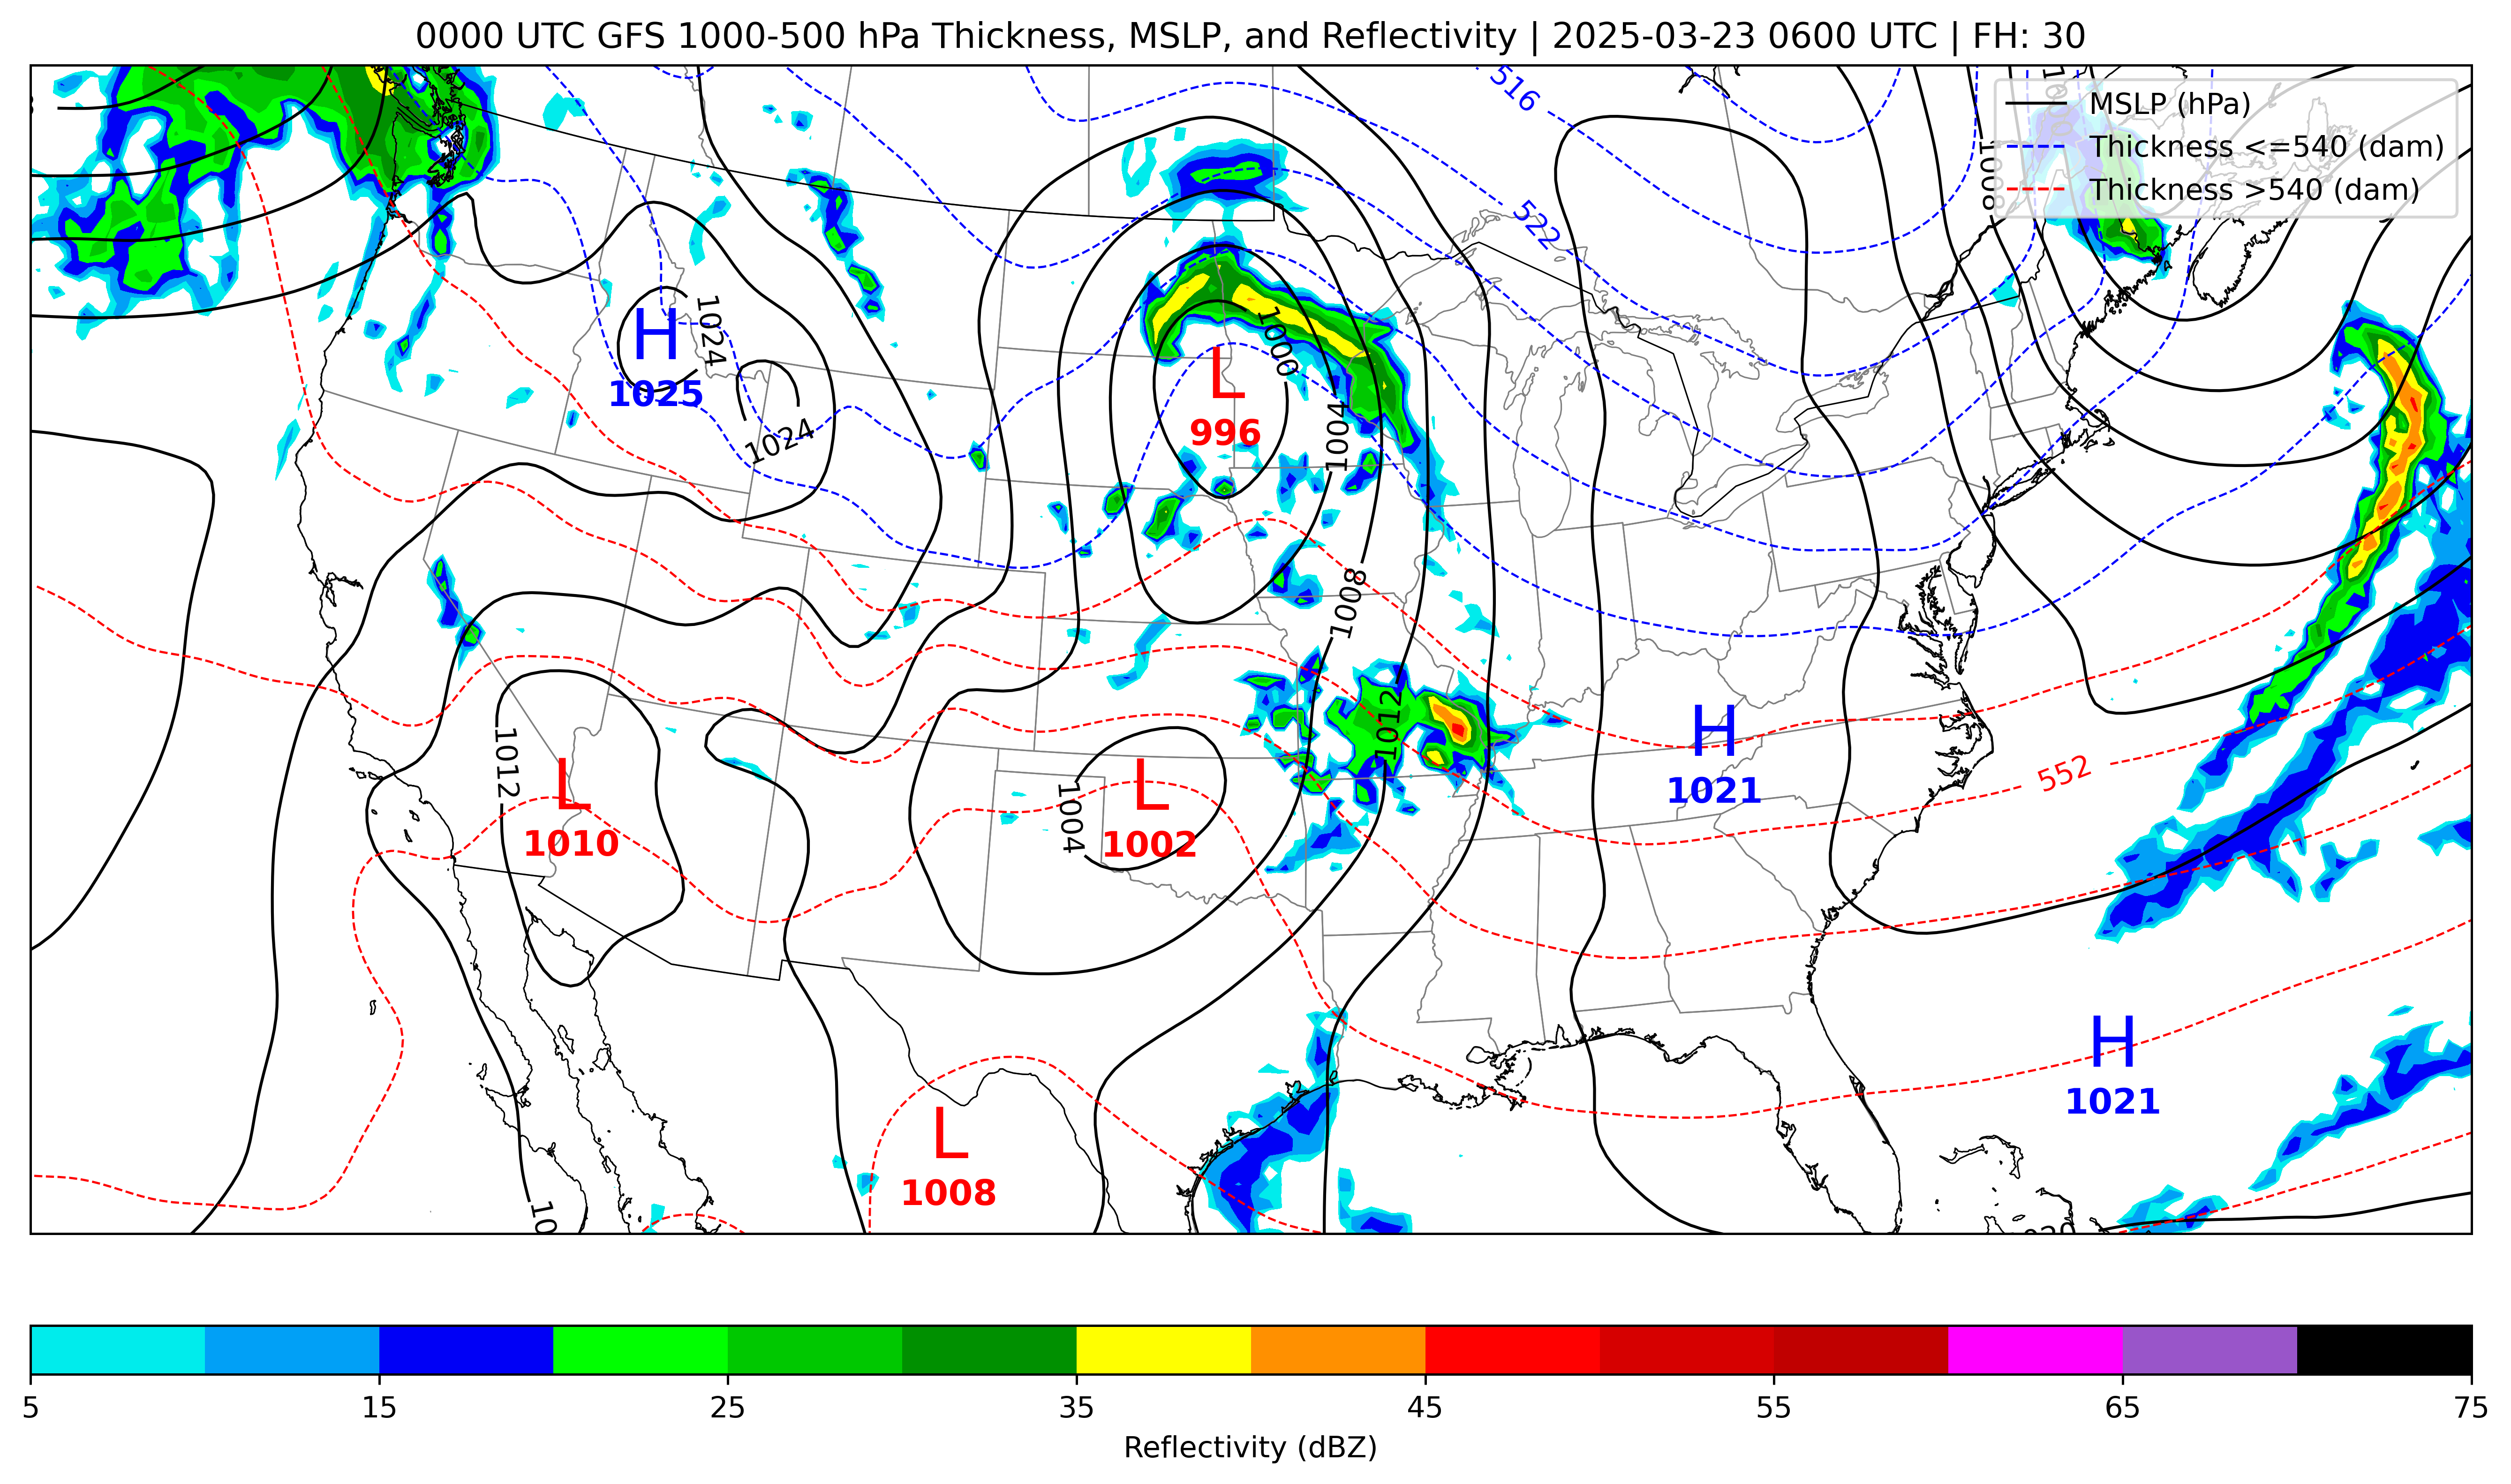 0000 UTC GFS 1000-500 hPa Thickness, MSLP, and Reflectivity | 2025-03-23 0600 UTC | FH: 30
MSLP (hPa)
Thickness <=540 (dam)
Thickness >540 (dam)
516
1008
522
1024
H
1025
1000
L
996
1004
1024
1008
1012
H
1021
1012
L
1010
L
1002
1004
552
H
1021
L
1008
10
5 15 25 35 45 55 65 75
Reflectivity (dBZ)